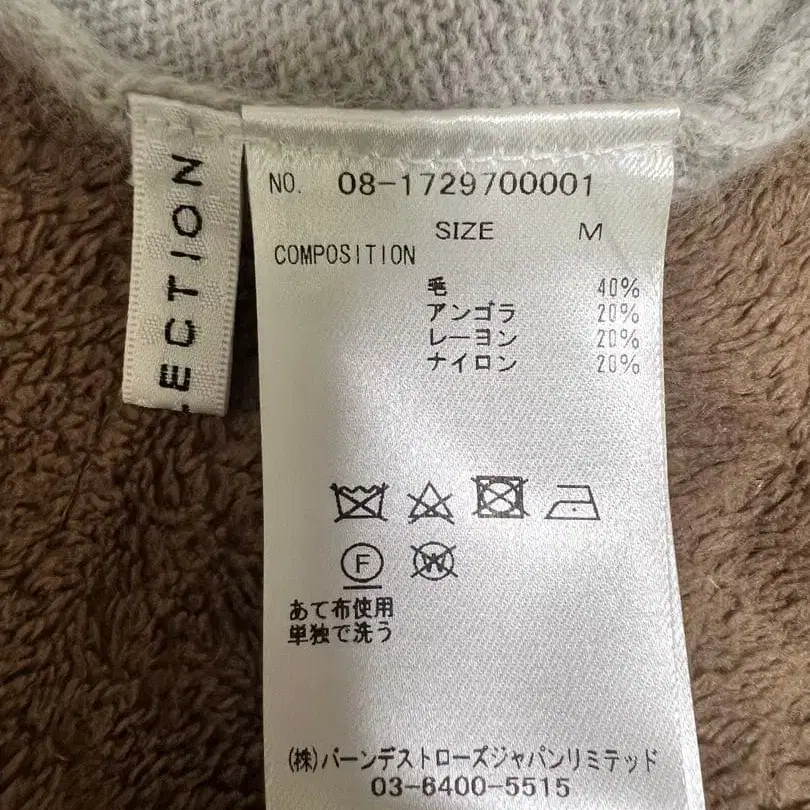 LECTION
NO. 08-1729700001
SIZE M
COMPOSITION
毛 40%
アンゴラ 20%
レーヨン 20%
ナイロン 20%
F W
あて布使用
単独で洗う
(株)バーンデストローズジャパンリミテッド
03-6400-5515